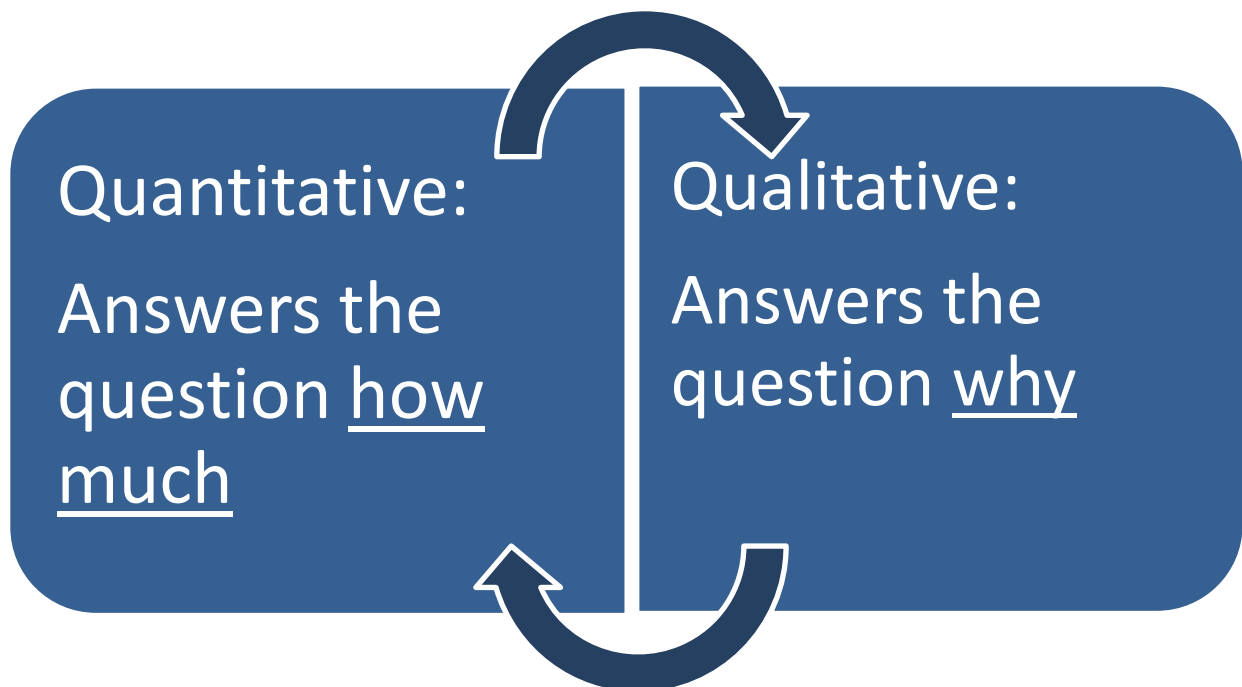 Quantitative:
Answers the
question how
much
Qualitative:
Answers the
question why